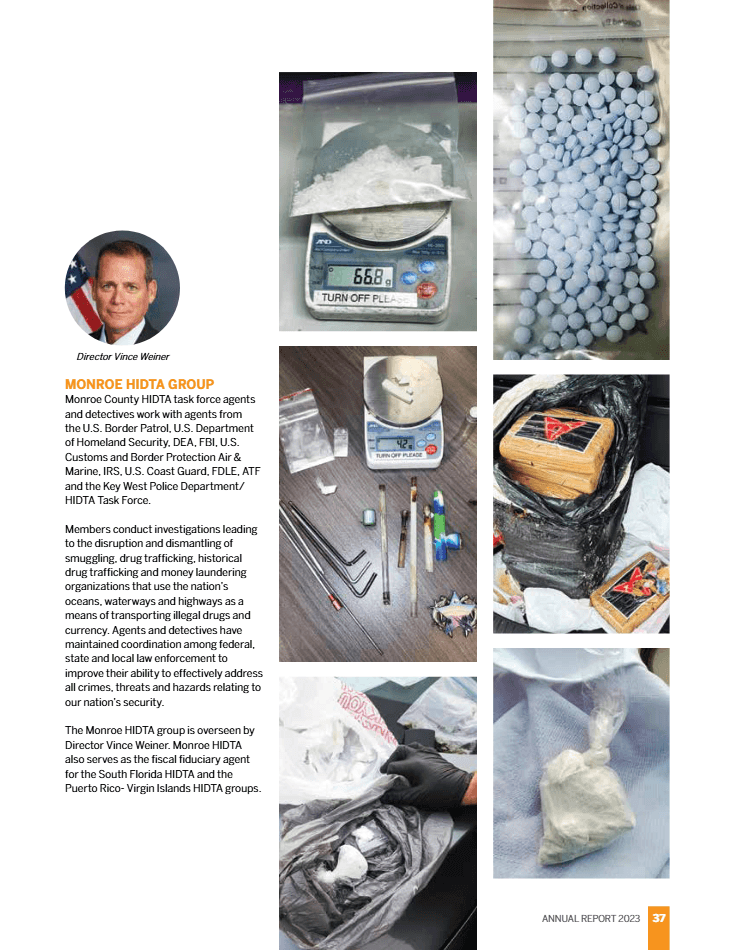 Director Vince Weiner
MONROE HIDTA GROUP
Monroe County HIDTA task force agents
and detectives work with agents from
the U.S. Border Patrol, U.S. Department
of Homeland Security, DEA, FBI, U.S.
Customs and Border Protection Air &
Marine, IRS, U.S. Coast Guard, FDLE, ATF
and the Key West Police Department/
HIDTA Task Force.
Members conduct investigations leading
to the disruption and dismantling of
smuggling, drug trafficking, historical
drug trafficking and money laundering
organizations that use the nation's
oceans, waterways and highways as a
means of transporting illegal drugs and
currency. Agents and detectives have
maintained coordination among federal,
state and local law enforcement to
improve their ability to effectively address
all crimes, threats and hazards relating to
our nation's security.
The Monroe HIDTA group is overseen by
Director Vince Weiner. Monroe HIDTA
also serves as the fiscal fiduciary agent
for the South Florida HIDTA and the
Puerto Rico- Virgin Islands HIDTA groups.
AND
66.8 g
TURN OFF PLEASE
TURN OFF PLEASE
ANNUAL REPORT 2023 37